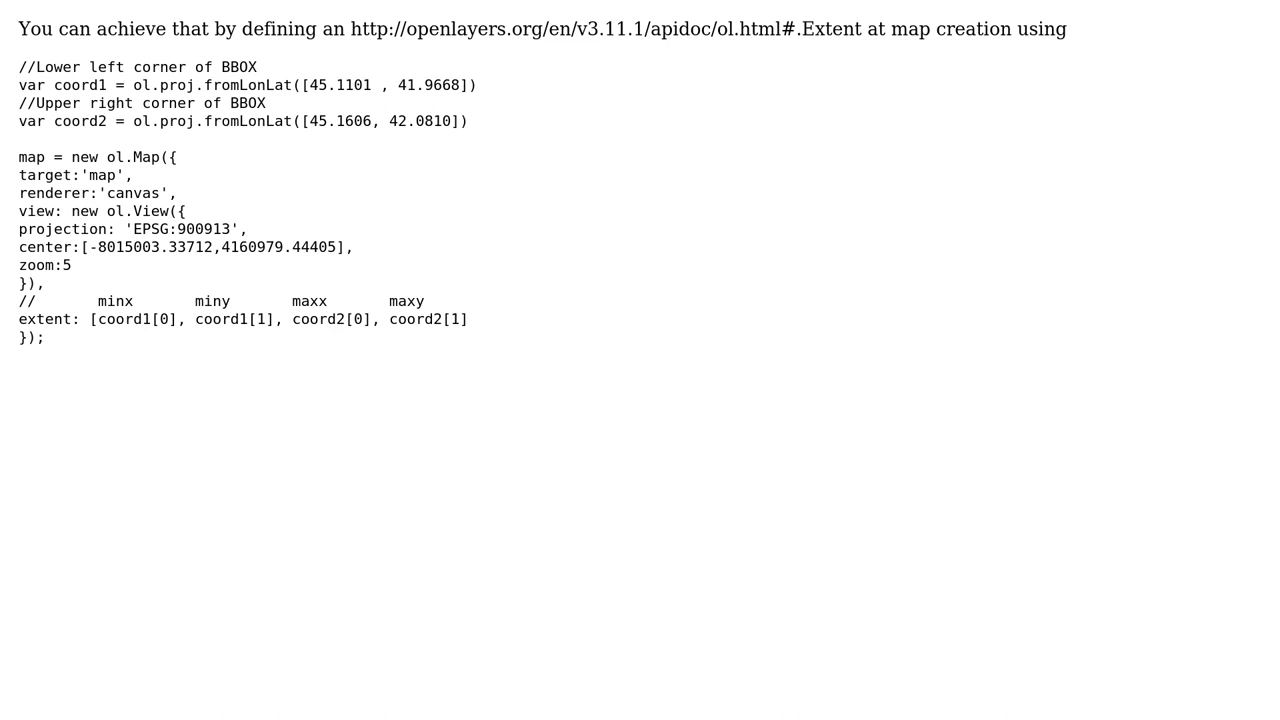 You can achieve that by defining an http://openlayers.org/en/v3.11.1/apidoc/ol.html#.Extent at map creation using
//Lower left corner of BBOX
var coord1 = ol.proj.fromLonLat([45.1101 , 41.9668])
//Upper right corner of BBOX
var coord2 = ol.proj.fromLonLat([45.1606, 42.0810])

map = new ol.Map({
target:'map',
renderer:'canvas',
view: new ol.View({
projection: 'EPSG:900913',
center:[-8015003.33712,4160979.44405],
zoom:5
}),
//       minx       miny       maxx       maxy
extent: [coord1[0], coord1[1], coord2[0], coord2[1]
});